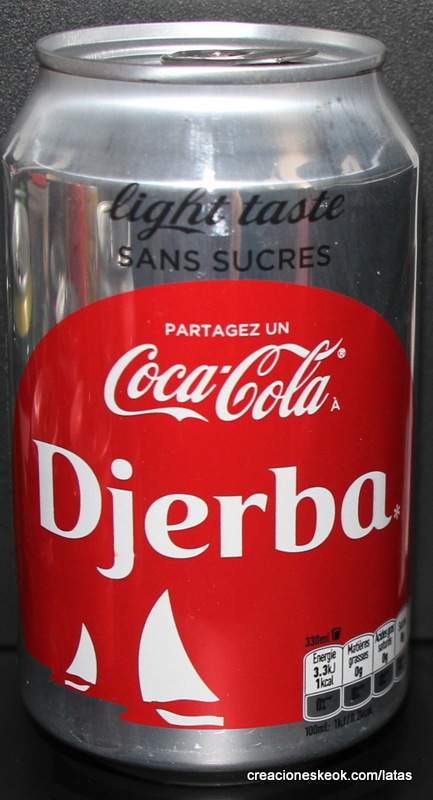 light taste
SANS SUCRES
PARTAGEZ UN
Coca-Cola® À
Djerba*
330ml
Energie Matières
3.3kJ grasses
1kcal 0g 0g
100ml:
creacioneskeok.com/latas